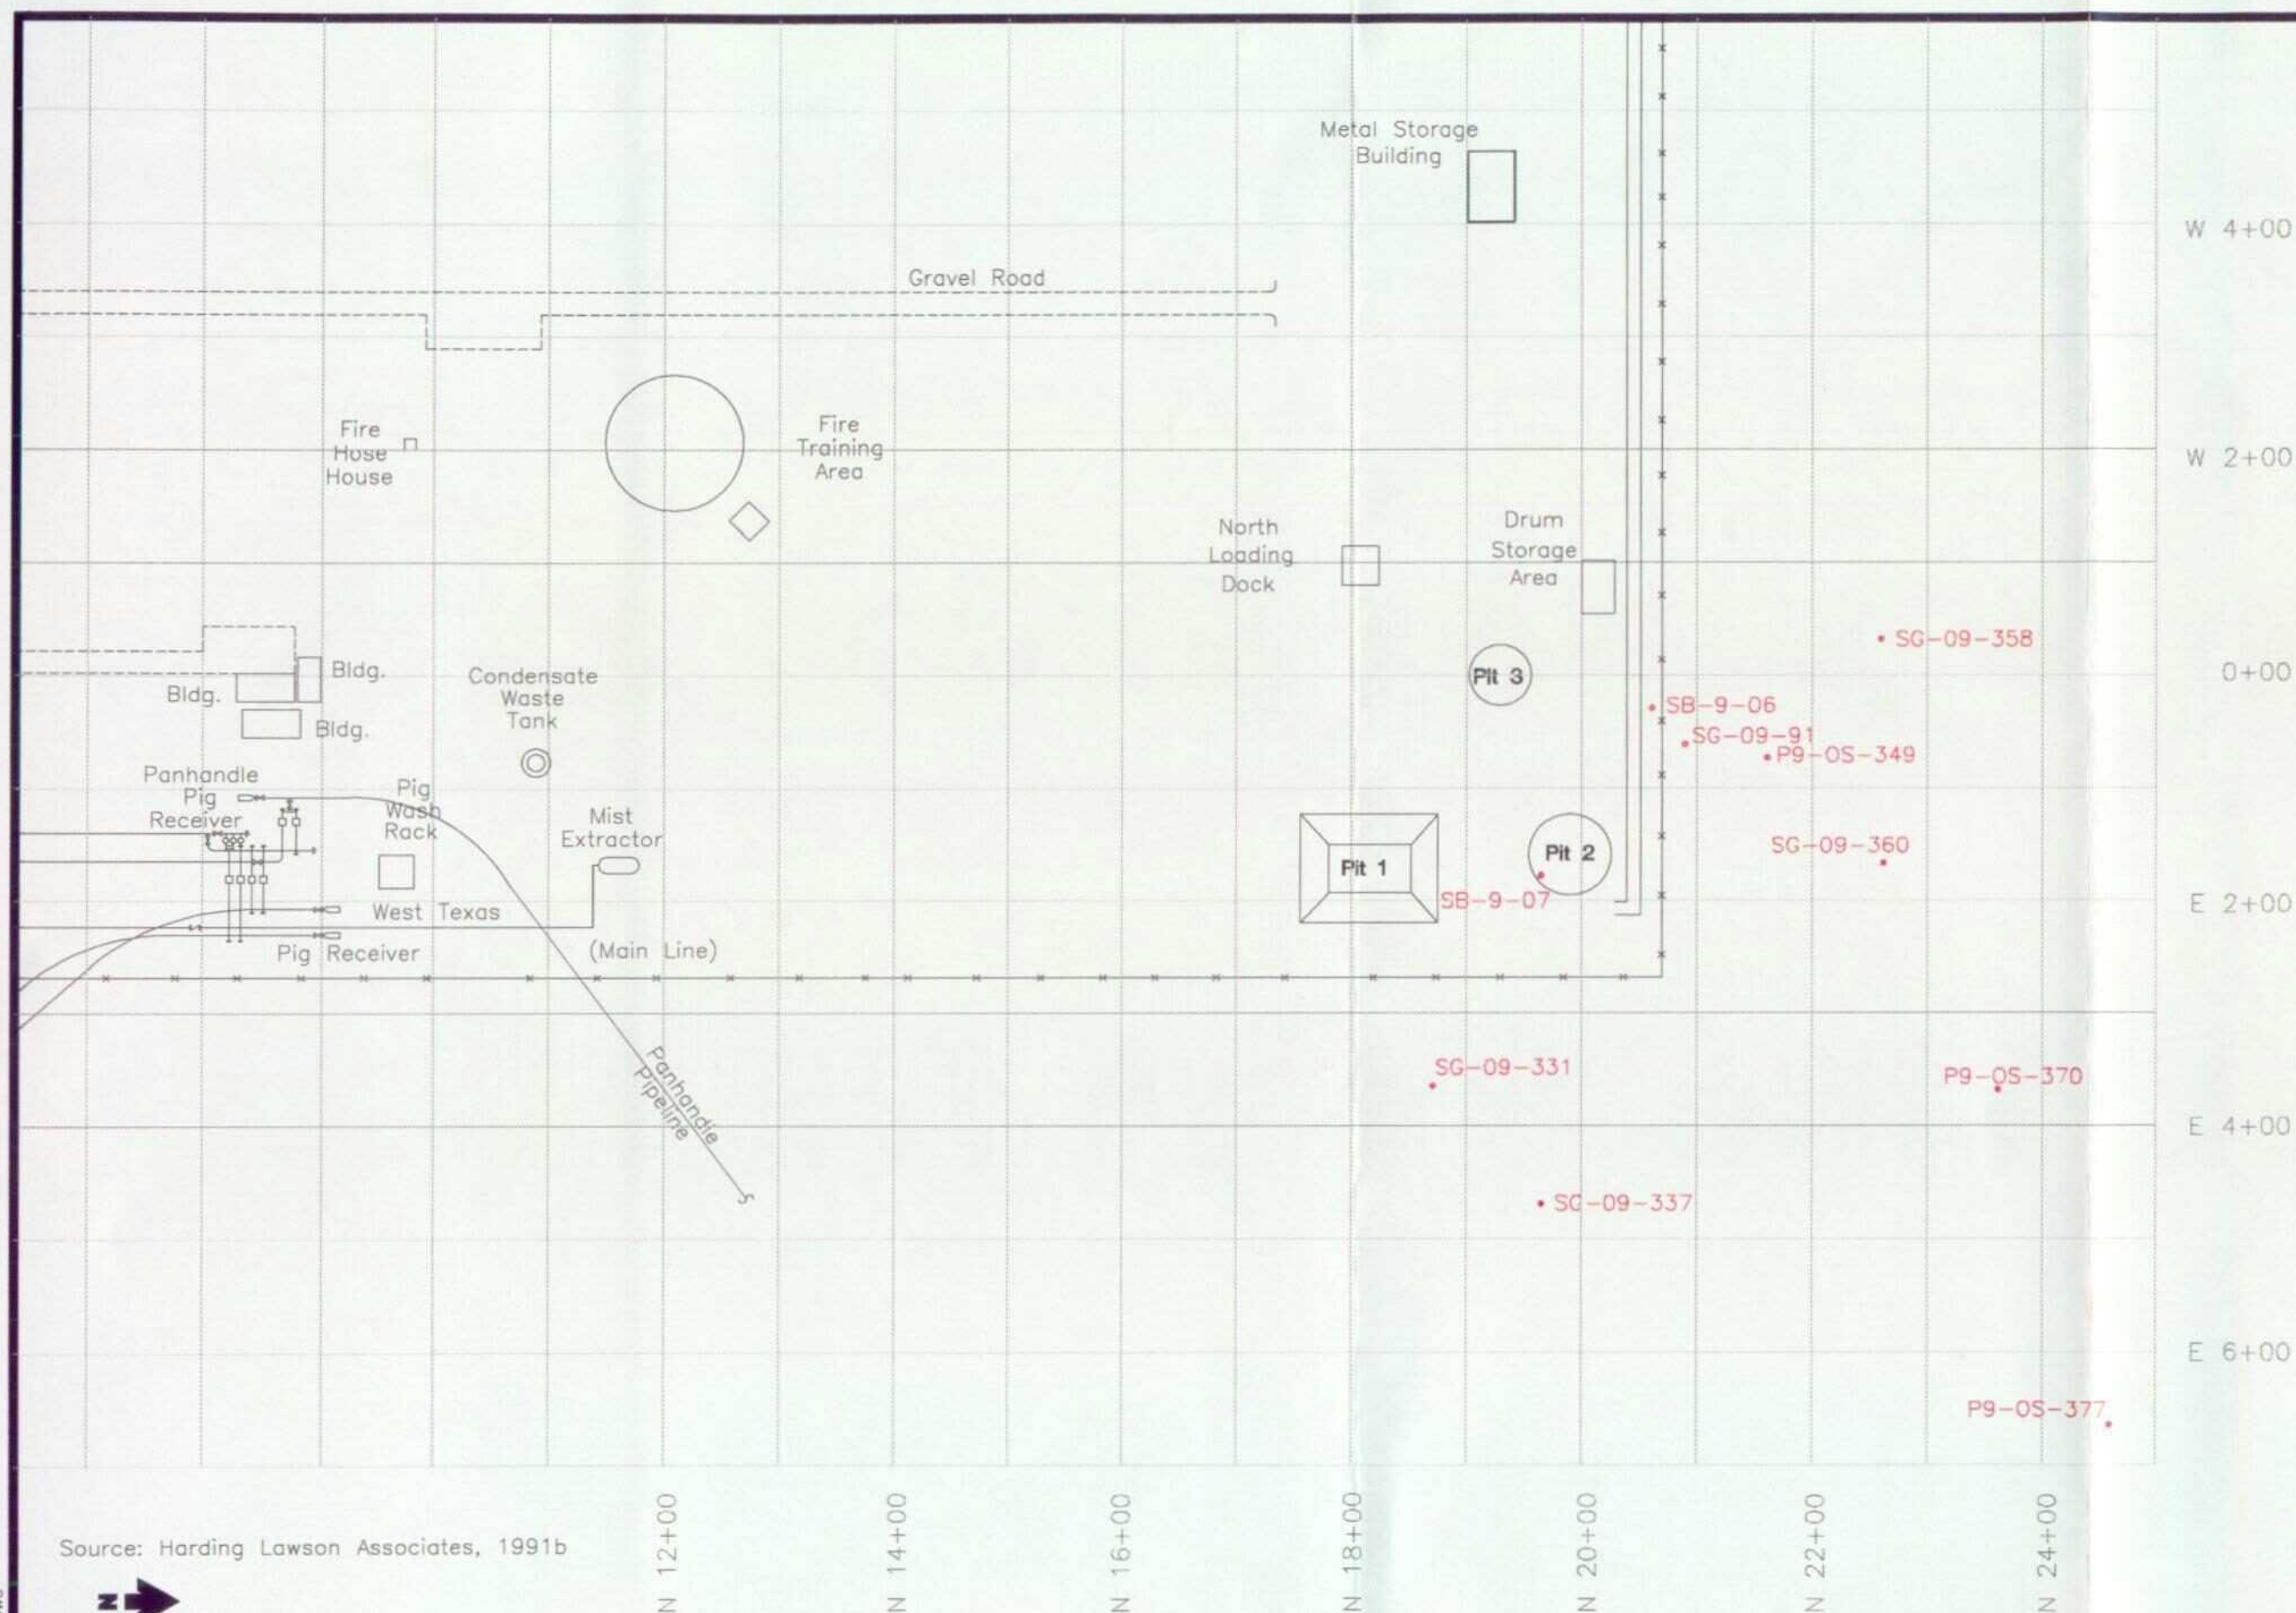 Metal Storage
Building
W 4+00
Gravel Road
Fire
Hose
House
Fire
Training
Area
W 2+00
North
Loading
Dock
Drum
Storage
Area
SG-09-358
Bldg.
Bldg.
Bldg.
Condensate
Waste
Tank
Pit 3
0+00
SB-9-06
SG-09-91
P9-OS-349
Panhandle
Pig
Receiver
Pig
Wash
Rack
Mist
Extractor
Pit 1
Pit 2
SG-09-360
SB-9-07
E 2+00
West Texas
Pig Receiver
(Main Line)
SG-09-331
P9-OS-370
Panhandle
Pipeline
E 4+00
SG-09-337
E 6+00
P9-OS-377
N 12+00
N 14+00
N 16+00
N 18+00
N 20+00
N 22+00
N 24+00
Source: Harding Lawson Associates, 1991b
N